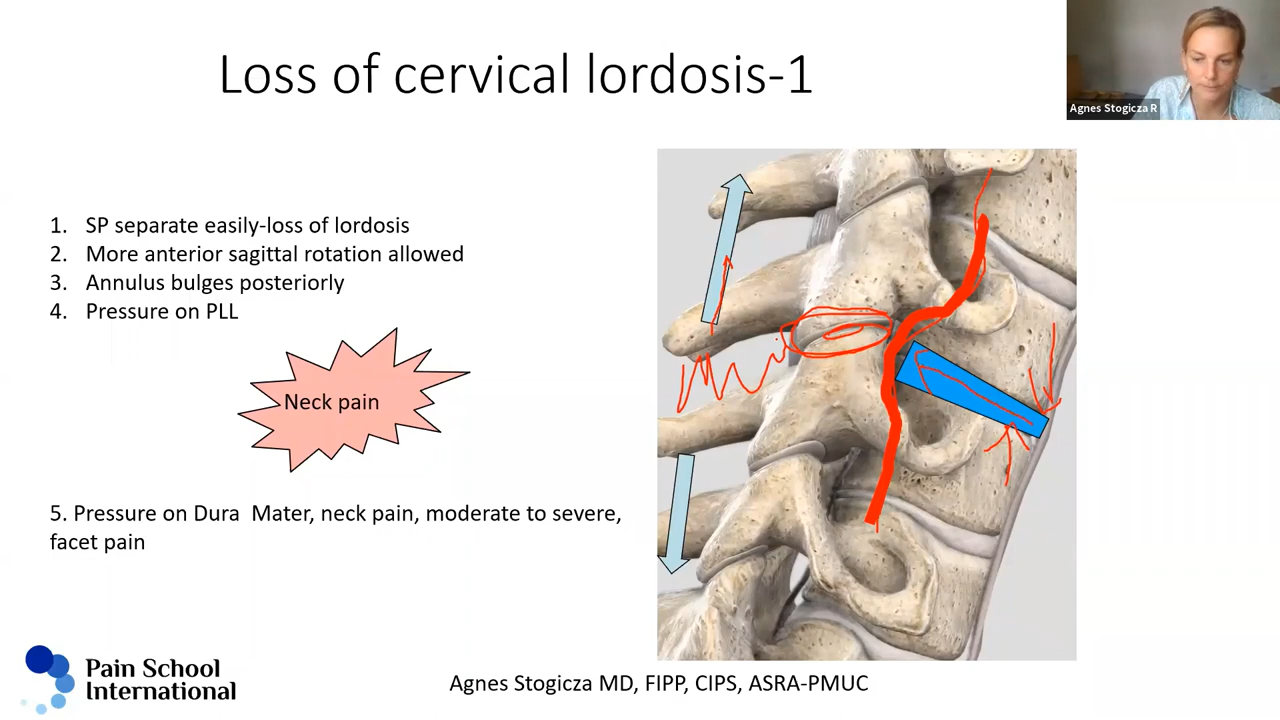 Loss of cervical lordosis-1
Agnes Stogicza R
1. SP separate easily-loss of lordosis
2. More anterior sagittal rotation allowed
3. Annulus bulges posteriorly
4. Pressure on PLL
Neck pain
5. Pressure on Dura Mater, neck pain, moderate to severe,
facet pain
Pain School
International
Agnes Stogicza MD, FIPP, CIPS, ASRA-PMUC